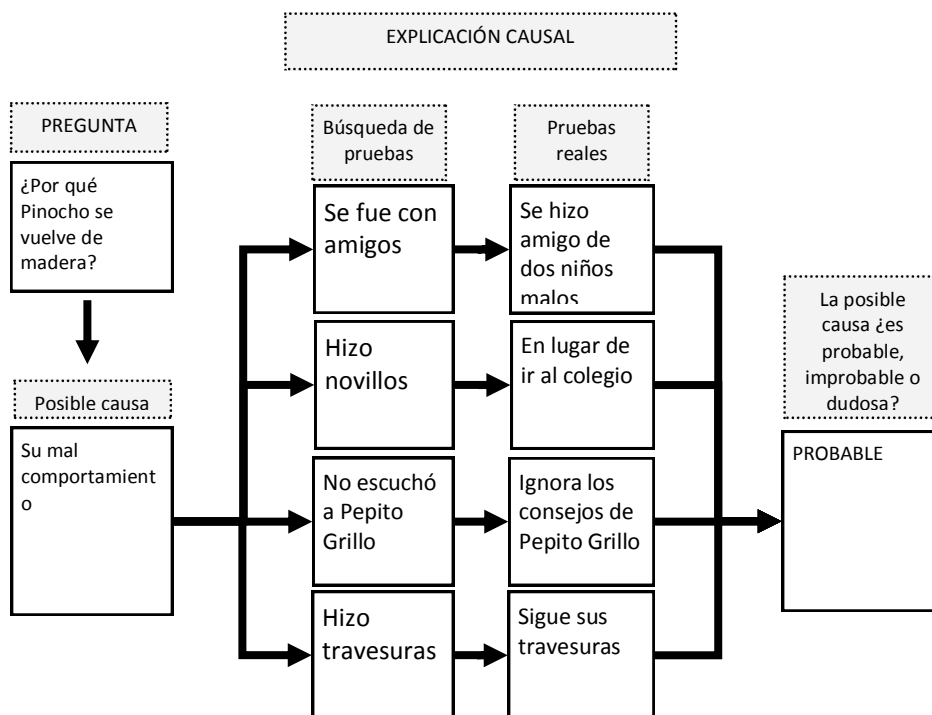 EXPLICACIÓN CAUSAL
PREGUNTA
¿Por qué
Pinocho se
vuelve de
madera?
Posible causa
Su mal
comportamient
o
Búsqueda de
pruebas
Se fue con
amigos
Hizo
novillos
No escuchó
a Pepito
Grillo
Hizo
travesuras
Pruebas
reales
Se hizo
amigo de
dos niños
malos
En lugar de
ir al colegio
Ignora los
consejos de
Pepito Grillo
Sigue sus
travesuras
La posible
causa ¿es
probable,
improbable o
dudosa?
PROBABLE